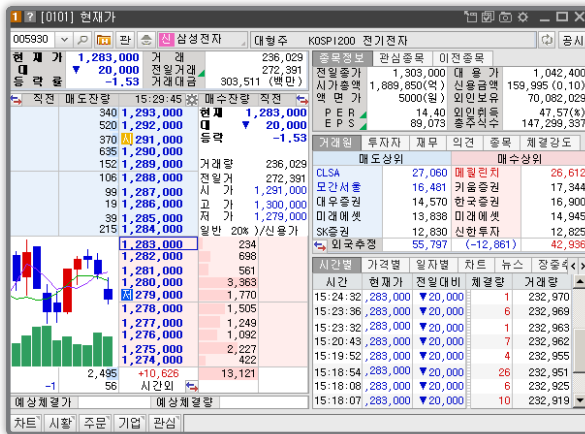 [0101] 현재가
005930 관 신 삼성전자 대형주 KOSPI200 전기전자 공시
현 재 가 1,283,000 거 래 236,029
대 비 ▼ 20,000 전일거래 272,391
등 락 률 -1.53 거래대금 303,511 (백만)
종목정보 관심종목 이전종목
전일종가 1,303,000 대 용 가 1,042,400
시가총액 1,889,850(억) 신용금액 159,995 (0.10)
액 면 가 5000(원) 외인보유 70,082,029
P E R 14,40 외인취득 47.57(%)
E P S 89,073 총주식수 147,299,337
직전 매도잔량 15:29:45 매수잔량 직전
340 1,293,000
520 1,292,000
370 시 1,291,000
635 1,290,000
152 1,289,000
106 1,288,000
99 1,287,000
19 1,286,000
39 1,285,000
215 1,284,000
현 재 1,283,000
대 ▼ 20,000
등락 -1.53
거래량 236,029
전일거 272,391
시 가 1,291,000
고 가 1,300,000
저 가 1,279,000
일반 20% )/신용가
1,283,000 234
1,282,000 698
1,281,000 561
1,280,000 3,363
저 1,279,000 1,770
1,278,000 1,505
1,277,000 1,249
1,276,000 1,092
1,275,000 2,227
1,274,000 422
2,495 +10,626 13,121
-1 56 시간외
예상체결가 예상체결량
거래원 투자자 재무 의견 종목 체결강도
매도상위 매수상위
CLSA 27,060 메릴린치 26,612
모간서울 16,481 키움증권 17,344
대우증권 14,570 한국증권 16,900
미래에셋 13,838 미래에셋 14,945
SK증권 12,830 신한투자 12,825
외국추정 55,797 (-12,861) 42,936
시간별 가격별 일자별 차트 뉴스 장중추
시간 현재가 전일대비 체결량 거래량
15:24:32 ,283,000 ▼20,000 1 232,970
15:23:36 ,283,000 ▼20,000 6 232,969
15:23:32 ,283,000 ▼20,000 1 232,963
15:20:43 ,283,000 ▼20,000 7 232,962
15:19:52 ,283,000 ▼20,000 4 232,955
15:18:54 ,283,000 ▼20,000 26 232,951
15:18:08 ,283,000 ▼20,000 6 232,925
15:18:07 ,283,000 ▼20,000 10 232,919
차트 시황 주문 기업 관심